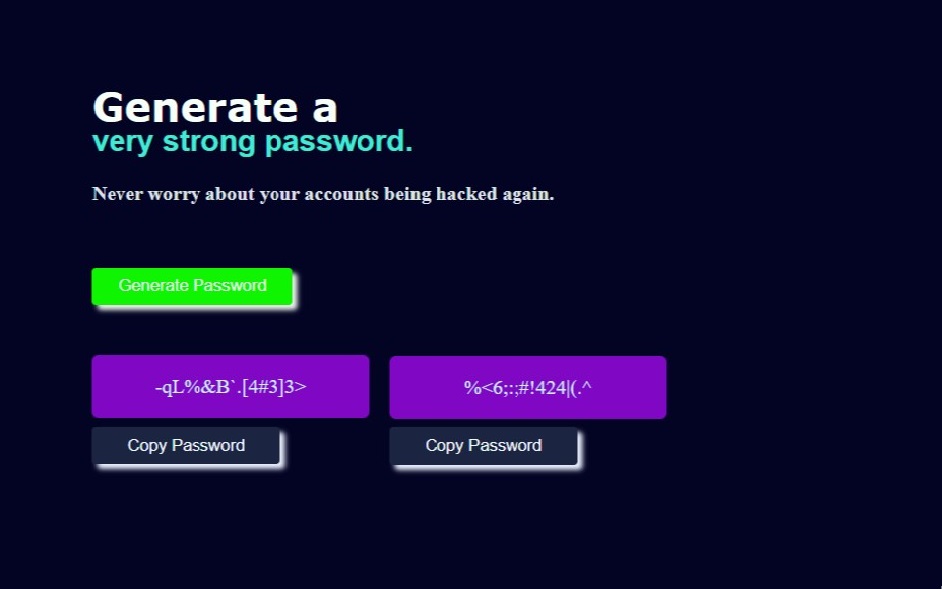 Generate a
very strong password.
Never worry about your accounts being hacked again.
Generate Password
-qL%&B`.[4#3]3>
%<6;:;#!424|(.^
Copy Password
Copy Password